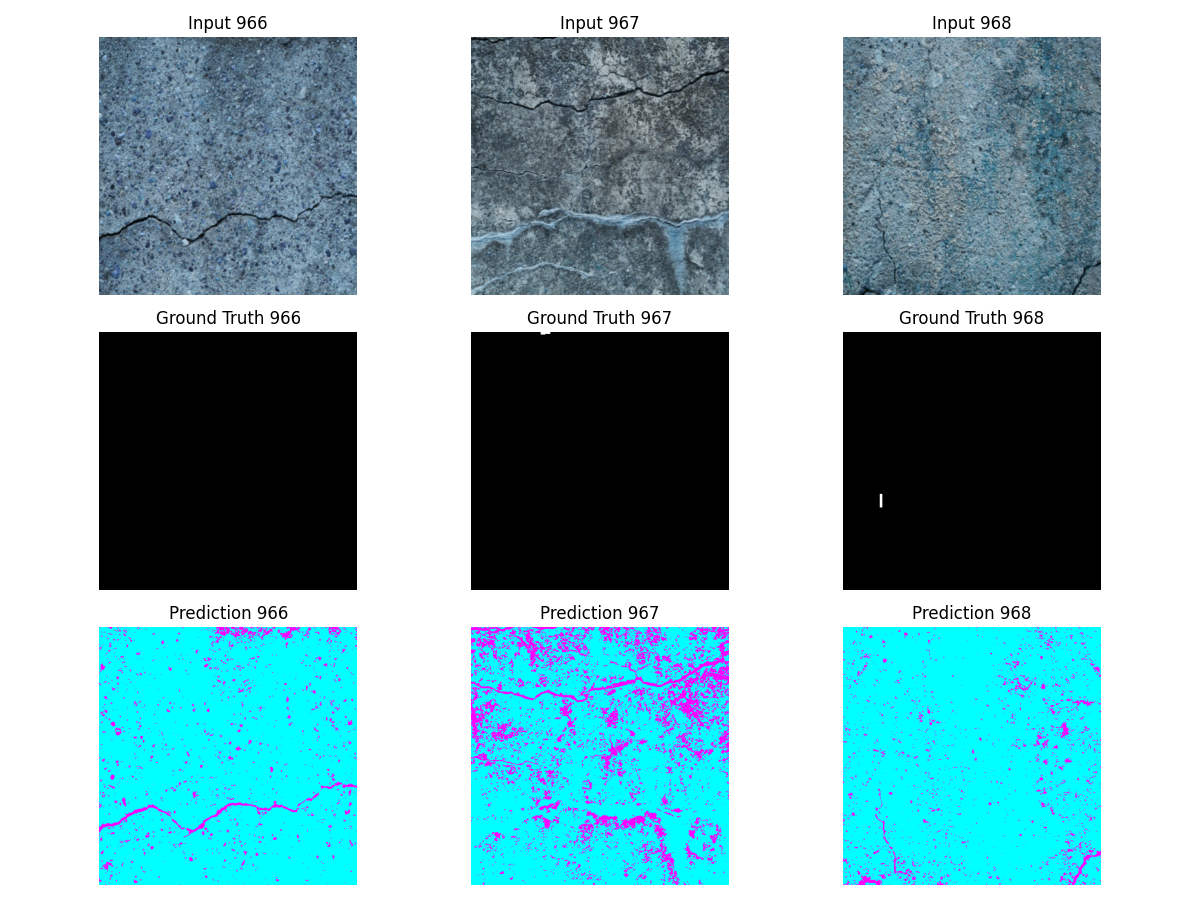 Input 966
Input 967
Input 968
Ground Truth 966
Ground Truth 967
Ground Truth 968
Prediction 966
Prediction 967
Prediction 968